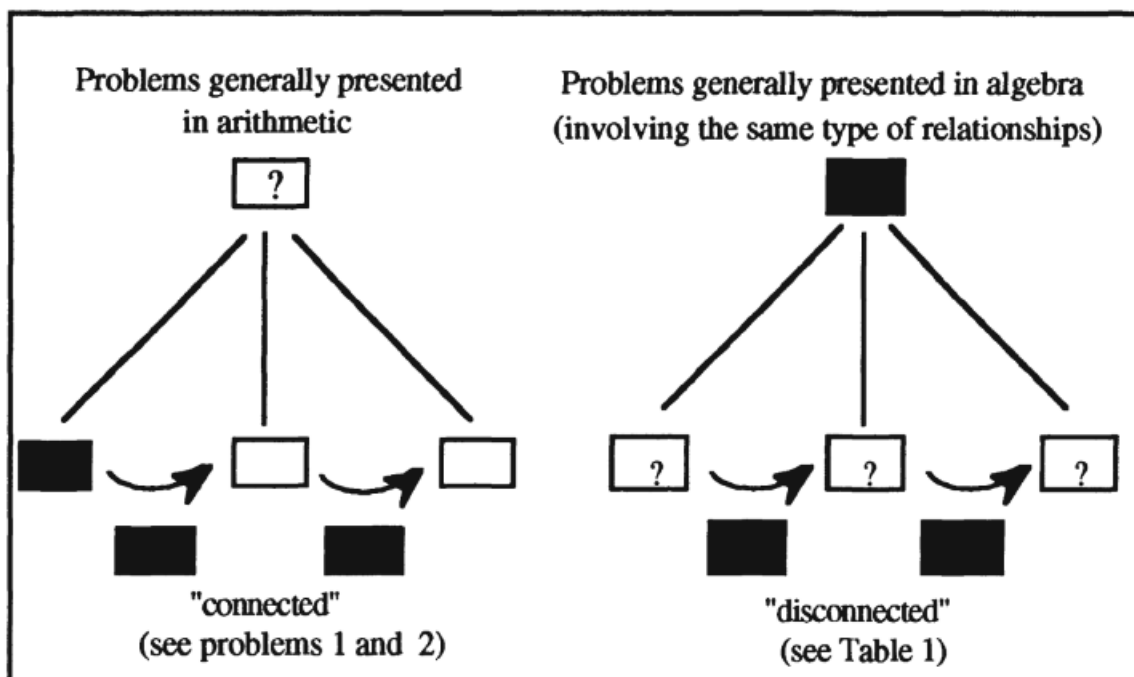 Problems generally presented
in arithmetic
?
"connected"
(see problems 1 and 2)
Problems generally presented in algebra
(involving the same type of relationships)
? ? ?
"disconnected"
(see Table 1)